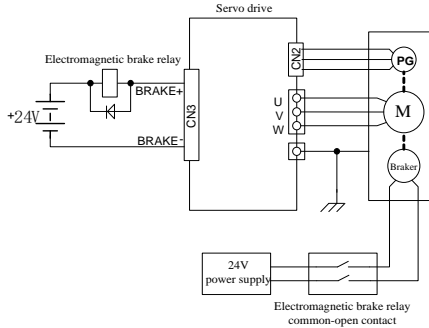 Servo drive
Electromagnetic brake relay
CN2
PG
BRAKE+
CN3
+24V
U
V
W
M
BRAKE-
Braker
24V
power supply
Electromagnetic brake relay
common-open contact